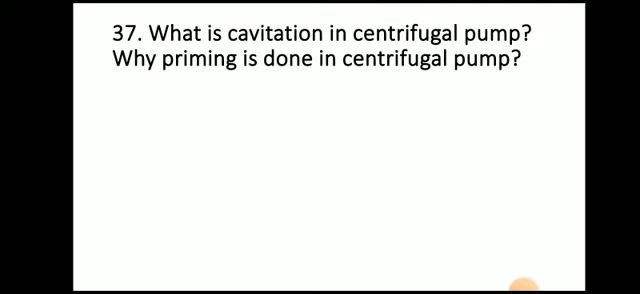 37. What is cavitation in centrifugal pump?
Why priming is done in centrifugal pump?